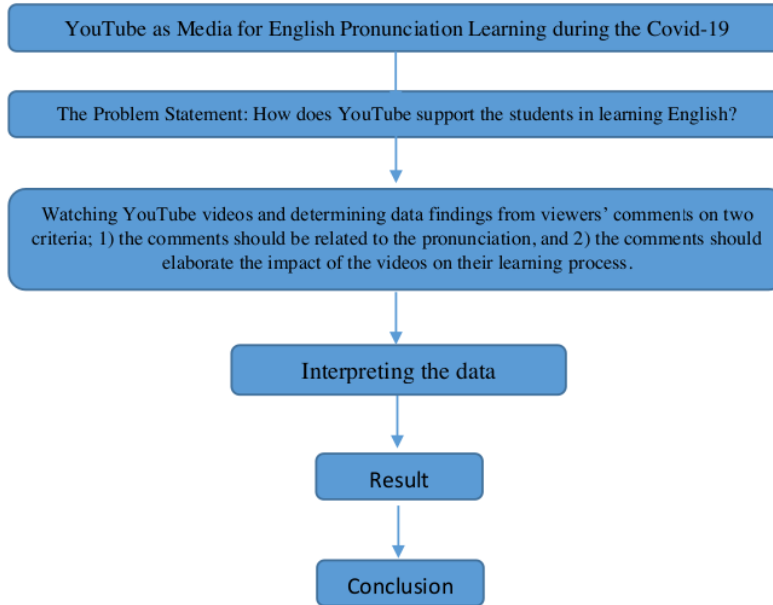 YouTube as Media for English Pronunciation Learning during the Covid-19
The Problem Statement: How does YouTube support the students in learning English?
Watching YouTube videos and determining data findings from viewers’ comments on two
criteria; 1) the comments should be related to the pronunciation, and 2) the comments should
elaborate the impact of the videos on their learning process.
Interpreting the data
Result
Conclusion